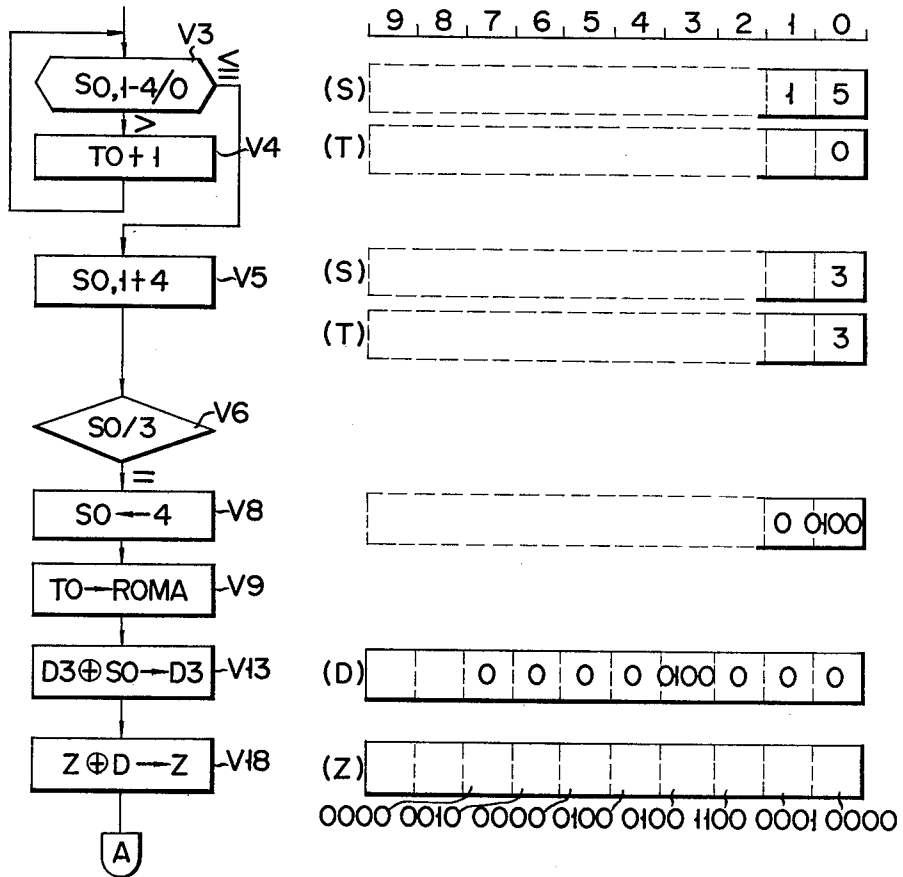 9 8 7 6 5 4 3 2 1 0
V3
≦
S0,1-4/0
(S) 1 5
>
T0+1
V4
(T) 0
S0,1+4
V5
(S) 3
(T) 3
V6
S0/3
=
S0←4
V8
0 0100
T0→ROMA
V9
D3⊕S0→D3
V13
(D) 0 0 0 0 0100 0 0 0
Z⊕D→Z
V18
(Z)
0000 0010 0000 0100 0100 1100 0001 0000
A